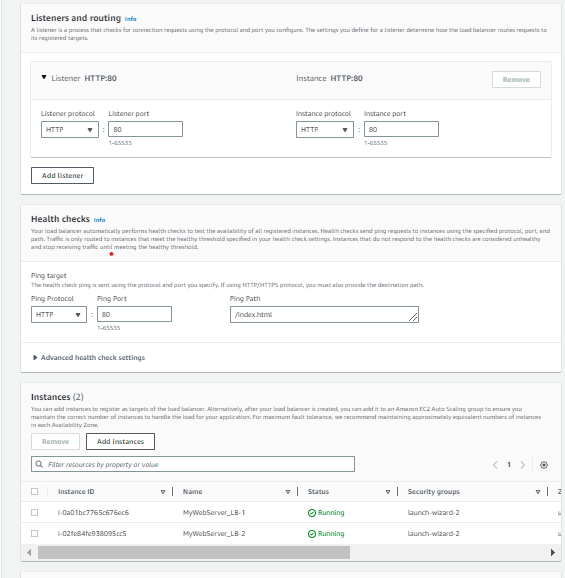 Listeners and routing Info
A listener is a process that checks for connection requests using the protocol and port you configure. The settings you define for a listener determine how the load balancer routes requests to
its registered targets.
Listener HTTP:80 Instance HTTP:80 Remove
Listener protocol Listener port Instance protocol Instance port
HTTP : 80 HTTP : 80
1-65535 1-65535
Add listener
Health checks Info
Your load balancer automatically performs health checks to test the availability of all registered instances. Health checks send ping requests to instances using the specified protocol, port, and
path. Traffic is only routed to instances that meet the healthy threshold specified in your health check settings. Instances that do not respond to the health checks are considered unhealthy
and stop receiving traffic until meeting the healthy threshold.
Ping target
The health check ping is sent using the protocol and port you specify. If using HTTP/HTTPS protocol, you must also provide the destination path.
Ping Protocol Ping Port Ping Path
HTTP : 80 /index.html
1-65535
Advanced health check settings
Instances (2)
You can add instances to register as targets of the load balancer. Alternatively, after your load balancer is created, you can add it to an Amazon EC2 Auto Scaling group to ensure you
maintain the correct number of instances to handle the load for your application. For maximum fault tolerance, we recommend maintaining approximately equivalent numbers of instances
in each Availability Zone.
Remove Add instances
Filter resources by property or value 1
Instance ID Name Status Security groups Z
i-0a01bc7765c676ec6 MyWebServer_LB-1 Running launch-wizard-2
i-02fe84fe938095cc5 MyWebServer_LB-2 Running launch-wizard-2